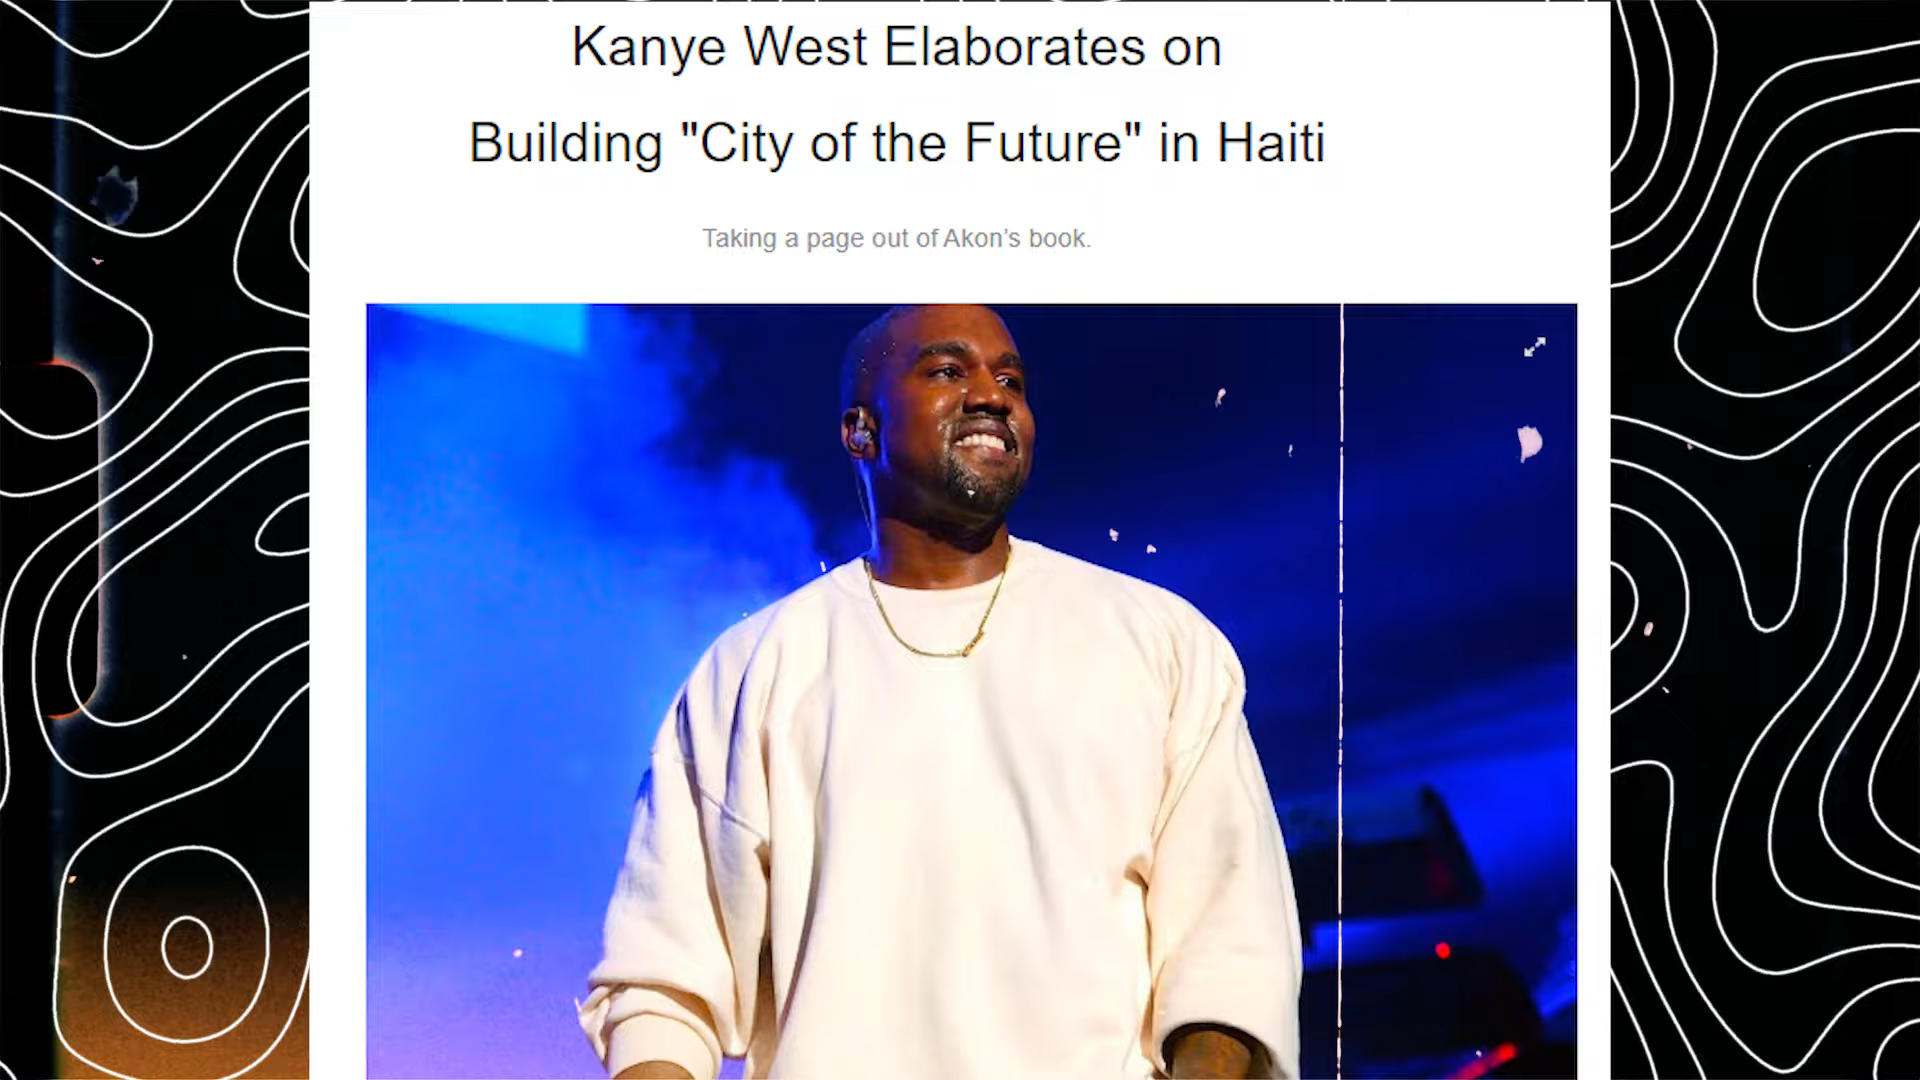 Kanye West Elaborates on
Building "City of the Future" in Haiti
Taking a page out of Akon's book.